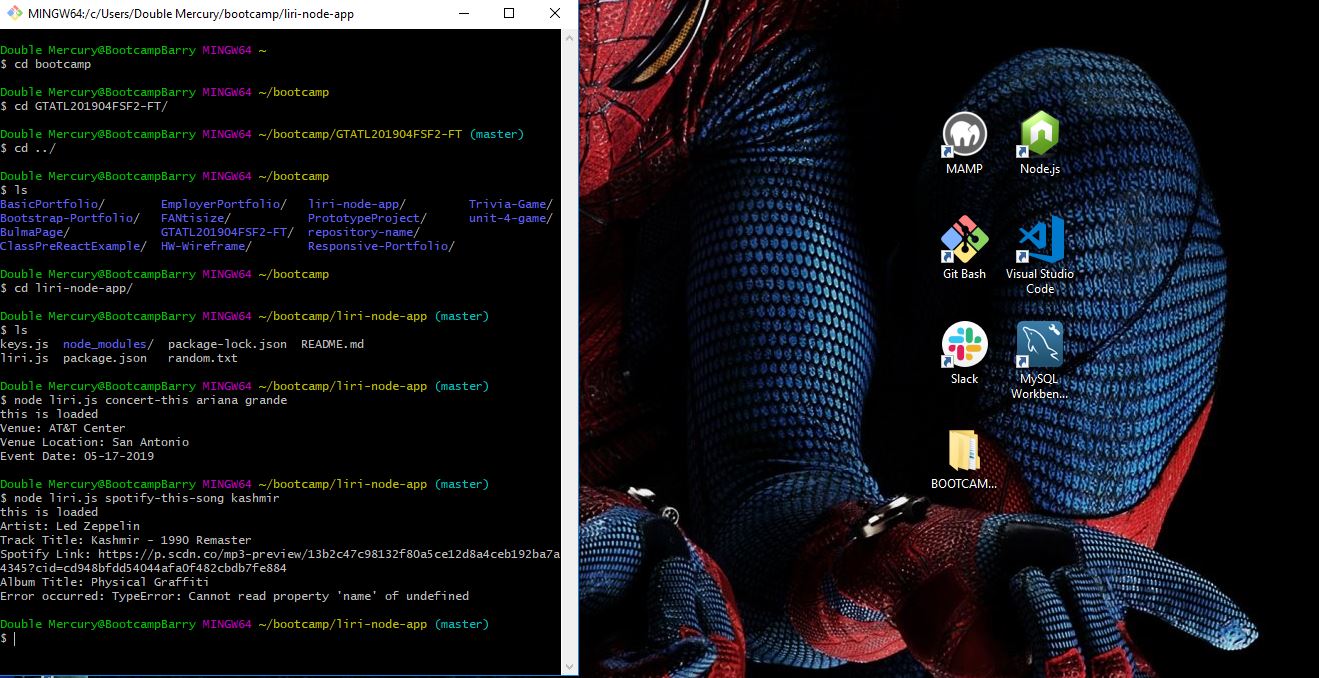 MINGW64:/c/Users/Double Mercury/bootcamp/liri-node-app
Double Mercury@BootcampBarry MINGW64 ~
$ cd bootcamp
Double Mercury@BootcampBarry MINGW64 ~/bootcamp
$ cd GTATL201904FSF2-FT/
Double Mercury@BootcampBarry MINGW64 ~/bootcamp/GTATL201904FSF2-FT (master)
$ cd ../
Double Mercury@BootcampBarry MINGW64 ~/bootcamp
$ ls
BasicPortfolio/ EmployerPortfolio/ liri-node-app/ Trivia-Game/
Bootstrap-Portfolio/ FANtisize/ PrototypeProject/ unit-4-game/
BulmaPage/ GTATL201904FSF2-FT/ repository-name/
ClassPreReactExample/ HW-Wireframe/ Responsive-Portfolio/
Double Mercury@BootcampBarry MINGW64 ~/bootcamp
$ cd liri-node-app/
Double Mercury@BootcampBarry MINGW64 ~/bootcamp/liri-node-app (master)
$ ls
keys.js node_modules/ package-lock.json README.md
liri.js package.json random.txt
Double Mercury@BootcampBarry MINGW64 ~/bootcamp/liri-node-app (master)
$ node liri.js concert-this ariana grande
this is loaded
Venue: AT&T Center
Venue Location: San Antonio
Event Date: 05-17-2019
Double Mercury@BootcampBarry MINGW64 ~/bootcamp/liri-node-app (master)
$ node liri.js spotify-this-song kashmir
this is loaded
Artist: Led Zeppelin
Track Title: Kashmir - 1990 Remaster
Spotify Link: https://p.scdn.co/mp3-preview/13b2c47c98132f80a5ce12d8a4ceb192ba7a
4345?cid=cd948bfdd54044afa0f482cbdb7fe884
Album Title: Physical Graffiti
Error occurred: TypeError: Cannot read property 'name' of undefined
Double Mercury@BootcampBarry MINGW64 ~/bootcamp/liri-node-app (master)
$
MAMP
Node.js
Git Bash
Visual Studio
Code
Slack
MySQL
Workben...
BOOTCAM...